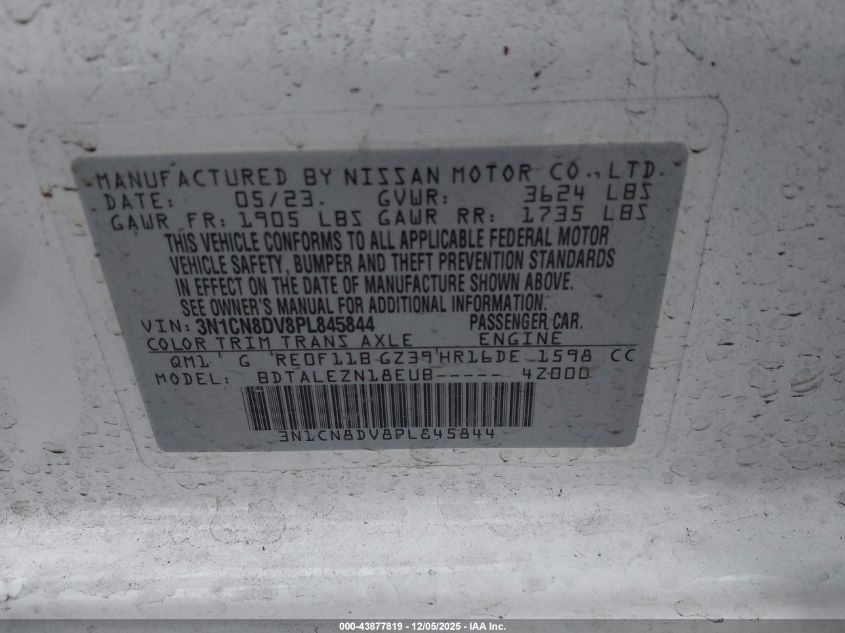 MANUFACTURED BY NISSAN MOTOR CO., LTD.
DATE: 05/23. GVWR: 3624 LBS
GAWR FR: 1905 LBS GAWR RR: 1735 LBS
THIS VEHICLE CONFORMS TO ALL APPLICABLE FEDERAL MOTOR
VEHICLE SAFETY, BUMPER AND THEFT PREVENTION STANDARDS
IN EFFECT ON THE DATE OF MANUFACTURE SHOWN ABOVE.
SEE OWNER'S MANUAL FOR ADDITIONAL INFORMATION.
VIN: 3N1CN8DV8PL845844 PASSENGER CAR.
COLOR TRIM TRANS AXLE ENGINE
QM1 G RE0F11B GZ39 HR16DE 1598 CC
MODEL: BDTALEZN18EUB----- 4Z000
3N1CN8DV8PL845844
000-43877819 - 12/05/2025 - IAA Inc.